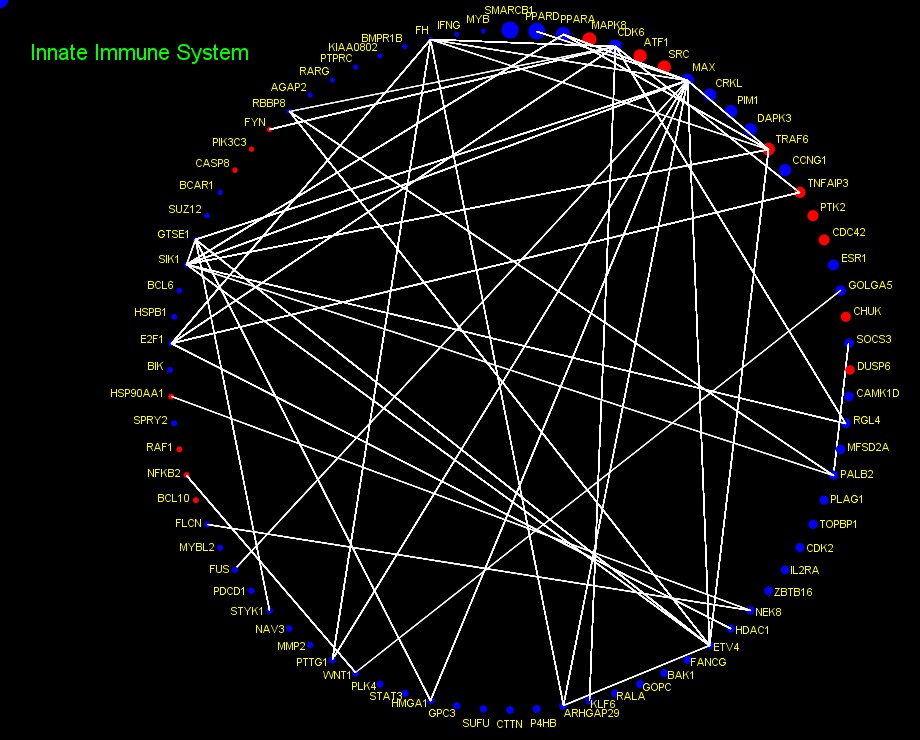 Innate Immune System
SMARCB1
PPARD
PPARA
MAPK8
CDK6
ATF1
SRC
MAX
CRKL
PIM1
DAPK3
TRAF6
CCNG1
TNFAIP3
PTK2
CDC42
ESR1
GOLGA5
CHUK
SOCS3
DUSP6
CAMK1D
RGL4
MFSD2A
PALB2
PLAG1
TOPBP1
CDK2
IL2RA
ZBTB16
NEK8
HDAC1
ETV4
FANCG
BAK1
GOPC
RALA
KLF6
ARHGAP29
P4HB
CTTN
SUFU
GPC3
HMGA1
STAT3
PLK4
WNT1
PTTG1
MMP2
NAV3
STYK1
PDCD1
FUS
MYBL2
FLCN
BCL10
NFKB2
RAF1
SPRY2
HSP90AA1
BIK
E2F1
HSPB1
BCL6
SIK1
GTSE1
SUZ12
BCAR1
CASP8
PIK3C3
FYN
RBBP8
AGAP2
RARG
PTPRC
KIAA0802
BMPR1B
FH
IFNG
MYB